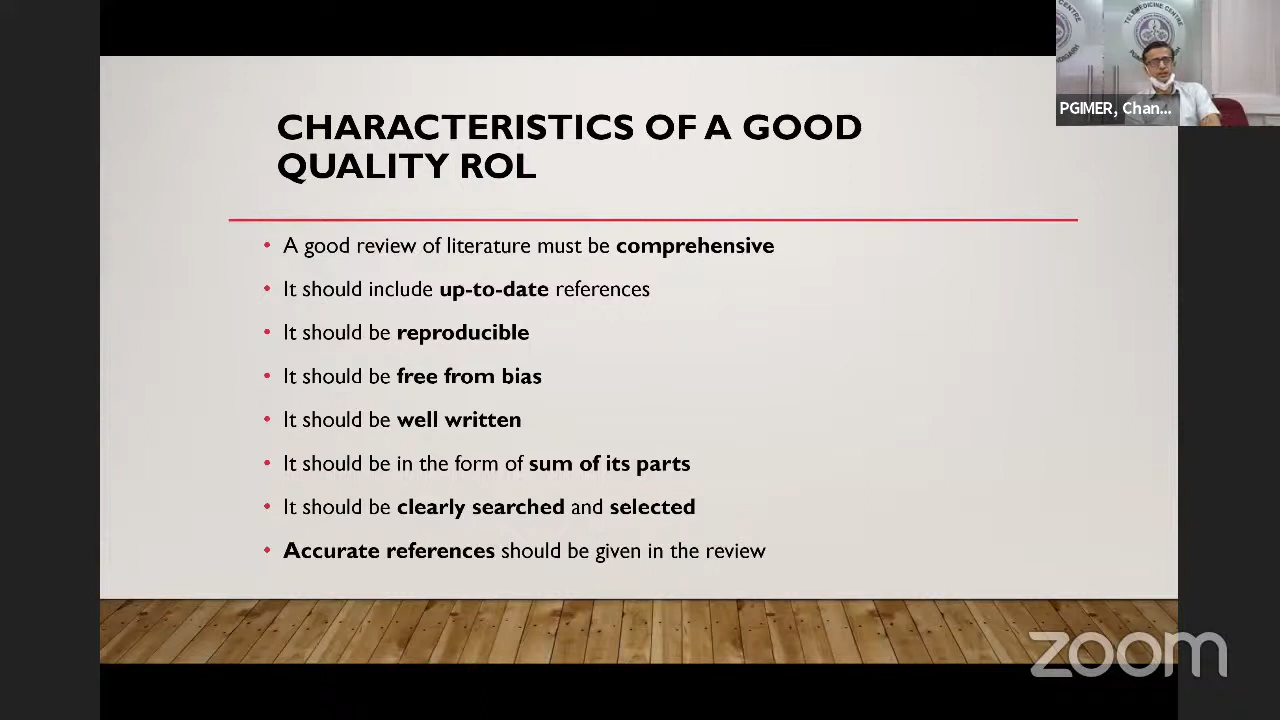 CHARACTERISTICS OF A GOOD
QUALITY ROL
• A good review of literature must be comprehensive
• It should include up-to-date references
• It should be reproducible
• It should be free from bias
• It should be well written
• It should be in the form of sum of its parts
• It should be clearly searched and selected
• Accurate references should be given in the review
TELEMEDICINE CENTRE
PGIMER, Chan...
zoom